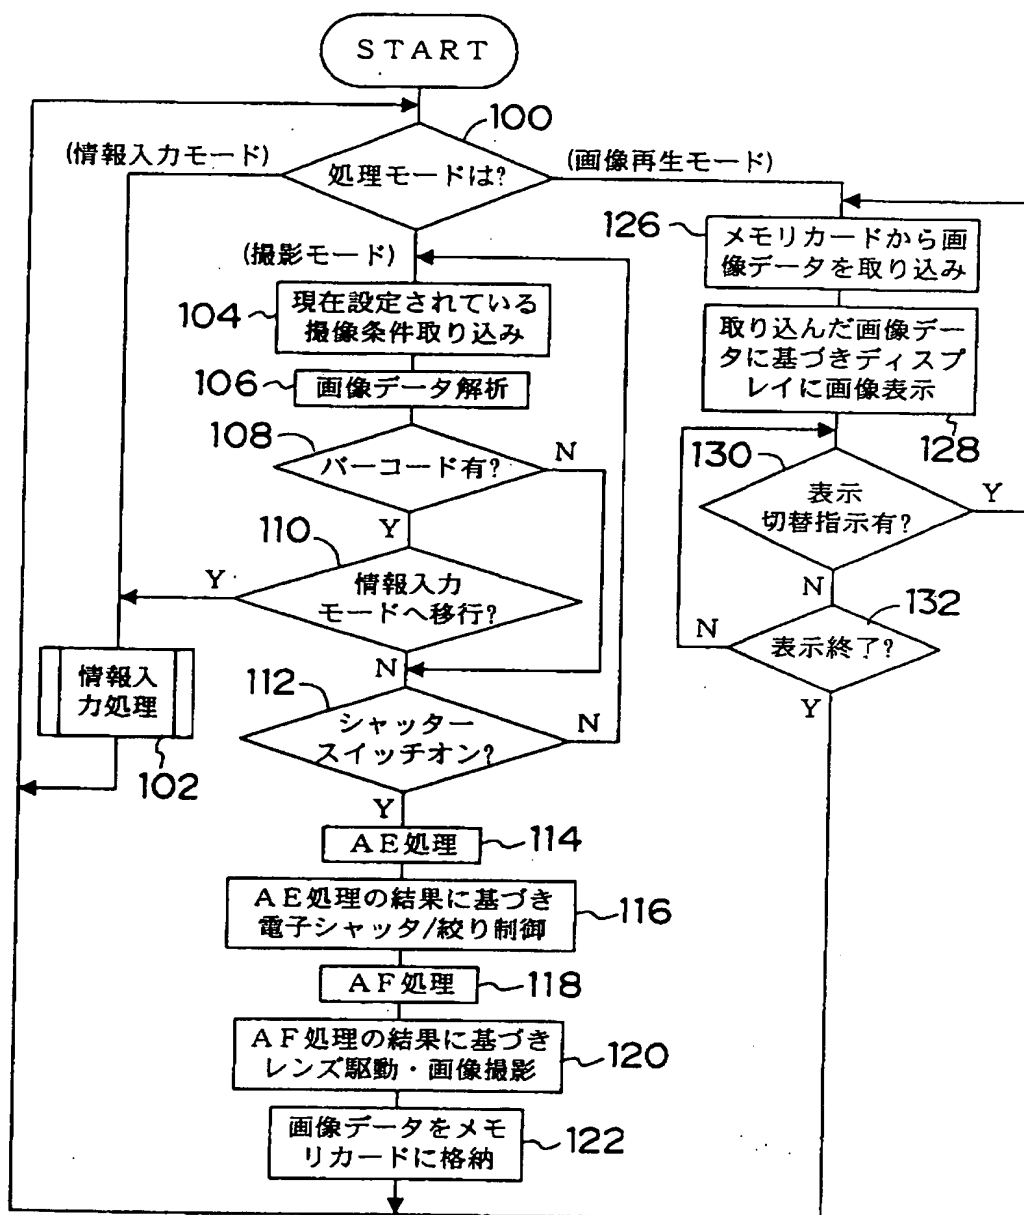 START
100
(情報入力モード)
処理モードは?
(画像再生モード)
(撮影モード)
104
現在設定されている
撮像条件取り込み
106
画像データ解析
108
バーコード有?
N
Y
110
情報入力
モードへ移行?
Y
N
情報入
力処理
102
112
シャッター
スイッチオン?
N
Y
AE処理
114
AE処理の結果に基づき
電子シャッタ/絞り制御
116
AF処理
118
AF処理の結果に基づき
レンズ駆動・画像撮影
120
画像データをメモ
リカードに格納
122
126
メモリカードから画
像データを取り込み
取り込んだ画像デー
タに基づきディスプ
レイに画像表示
128
130
表示
切替指示有?
Y
N
132
表示終了?
N
Y